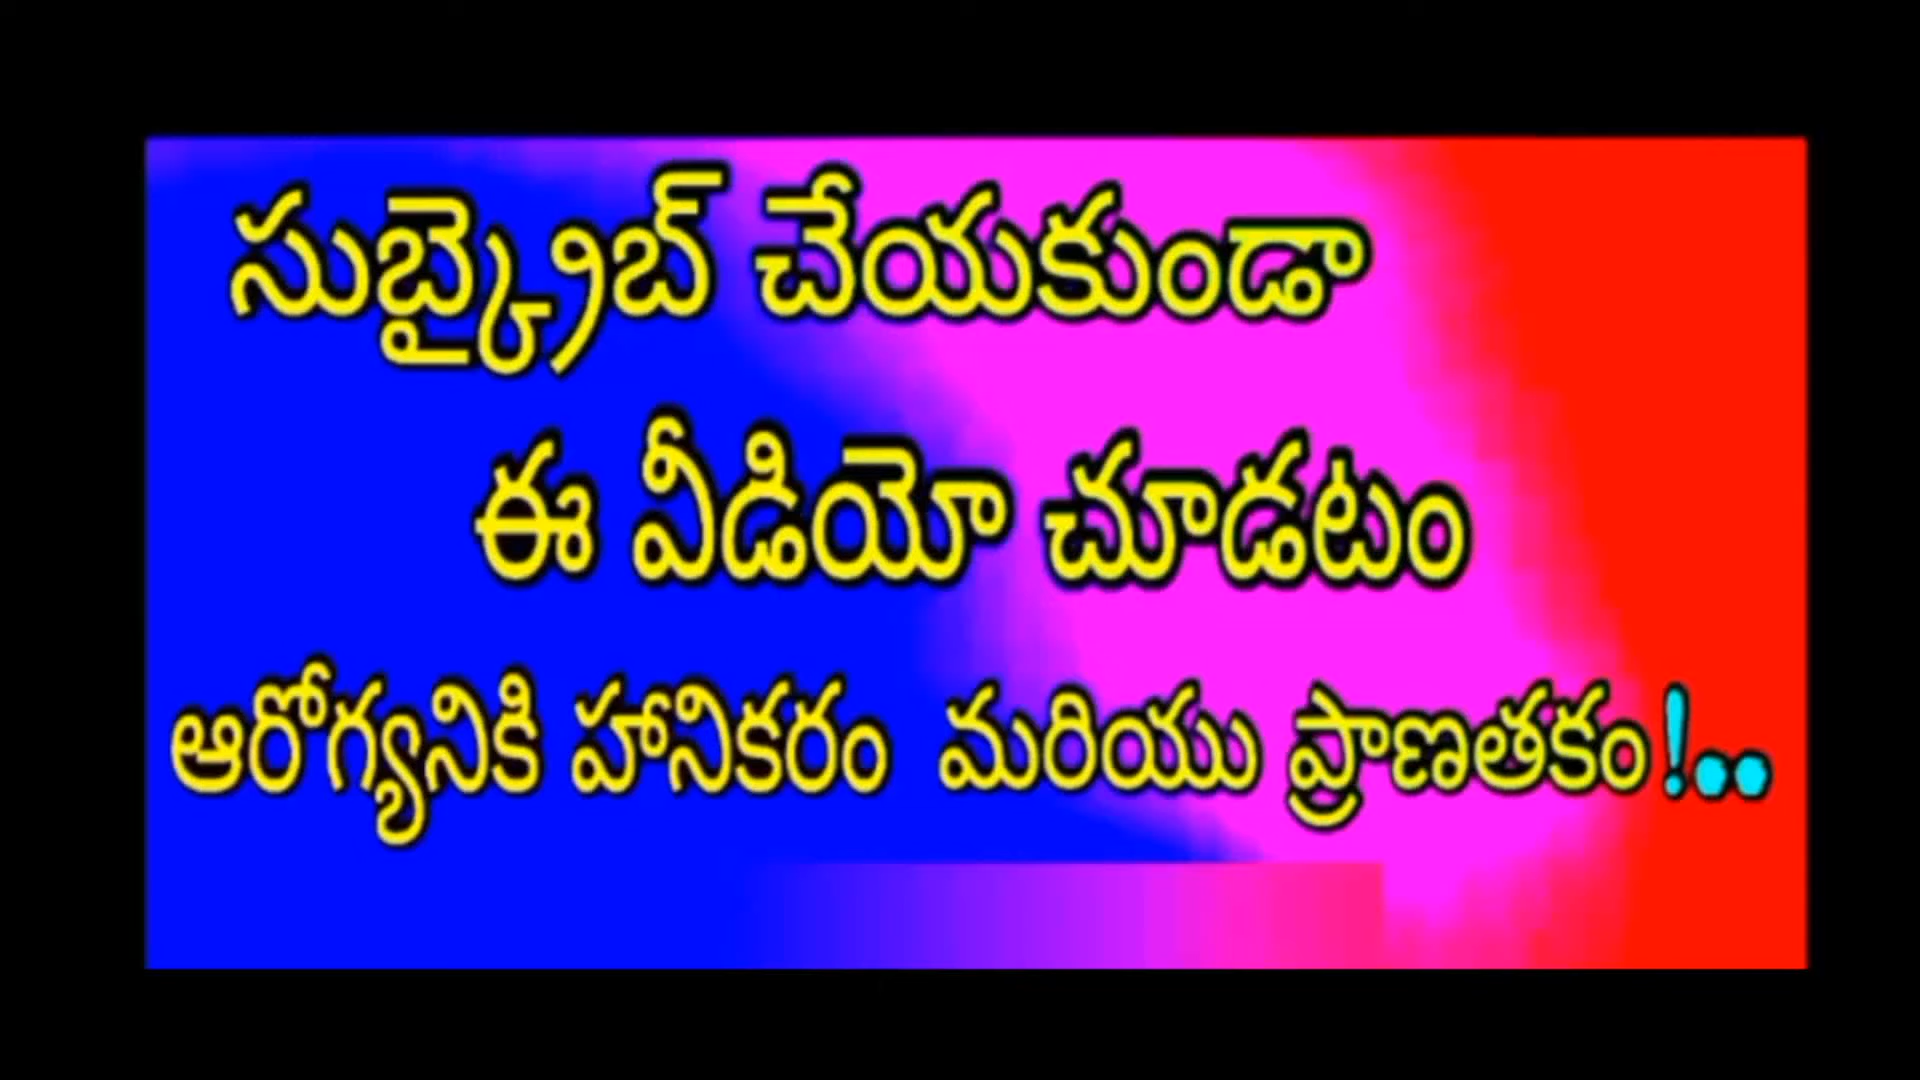 సుబ్స్క్రైబ్ చేయకుండా
ఈ వీడియో చూడటం
ఆరోగ్యనికి హానికరం మరియు ప్రాణతకం!..